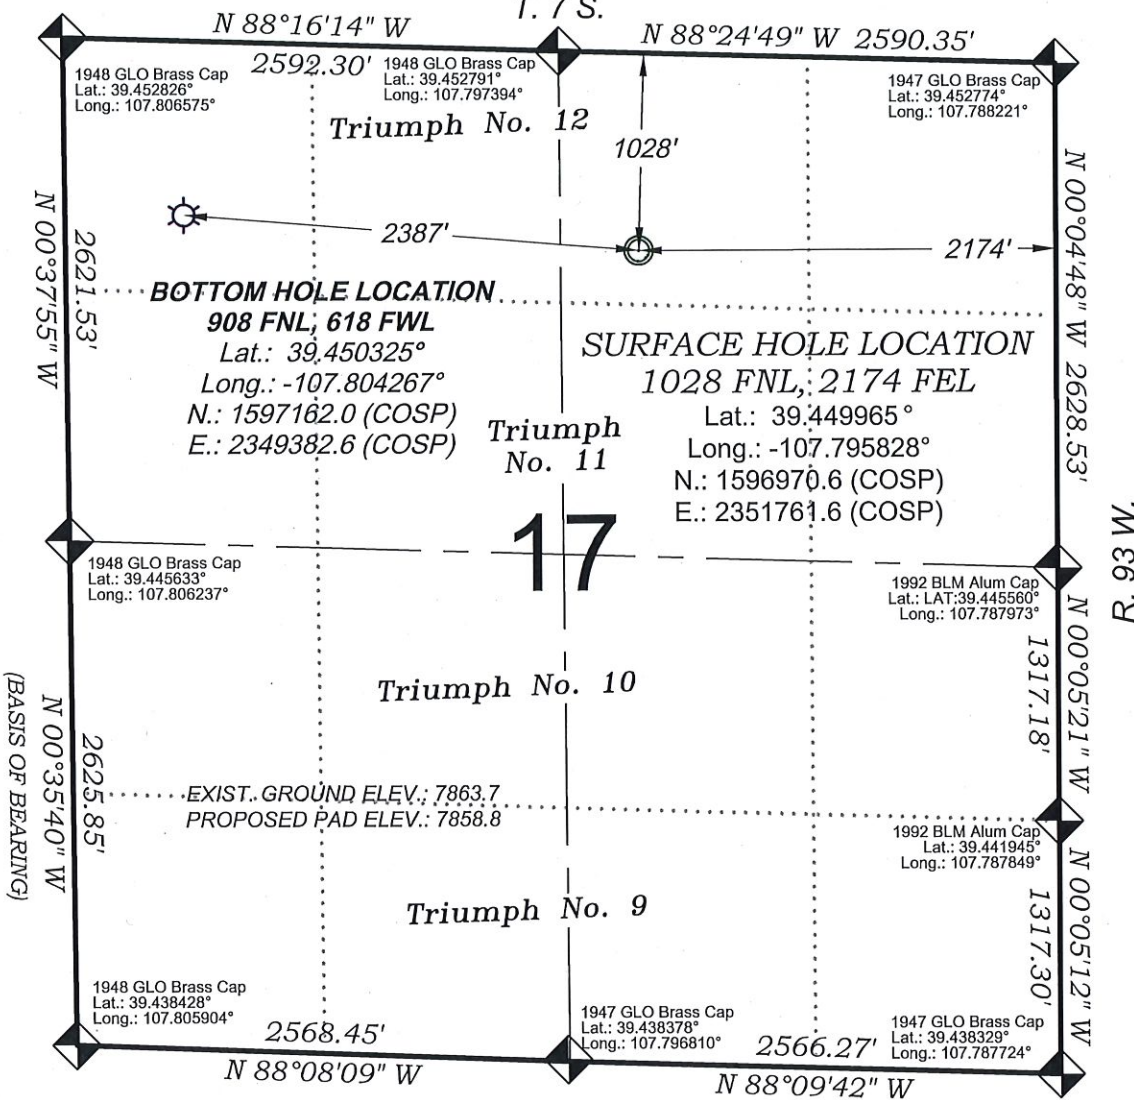 T. 7 S.
N 88°16'14" W
N 88°24'49" W 2590.35'
2592.30'
1948 GLO Brass Cap
Lat.: 39.452826°
Long.: 107.806575°
1948 GLO Brass Cap
Lat.: 39.452791°
Long.: 107.797394°
1947 GLO Brass Cap
Lat.: 39.452774°
Long.: 107.788221°
Triumph No. 12
1028'
2387'
2174'
N 00°37'55" W
2621.53'
N 00°04'48" W 2628.53'
BOTTOM HOLE LOCATION
908 FNL, 618 FWL
Lat.: 39.450325°
Long.: -107.804267°
N.: 1597162.0 (COSP)
E.: 2349382.6 (COSP)
SURFACE HOLE LOCATION
1028 FNL, 2174 FEL
Lat.: 39.449965°
Long.: -107.795828°
N.: 1596970.6 (COSP)
E.: 2351761.6 (COSP)
Triumph
No. 11
17
R. 93 W.
1948 GLO Brass Cap
Lat.: 39.445633°
Long.: 107.806237°
1992 BLM Alum Cap
Lat.: LAT:39.445560°
Long.: 107.787973°
Triumph No. 10
1317.18'
N 00°05'21" W
(BASIS OF BEARING)
N 00°35'40" W
2625.85'
EXIST. GROUND ELEV.: 7863.7
PROPOSED PAD ELEV.: 7858.8
1992 BLM Alum Cap
Lat.: 39.441945°
Long.: 107.787849°
Triumph No. 9
1317.30'
N 00°05'12" W
1948 GLO Brass Cap
Lat.: 39.438428°
Long.: 107.805904°
1947 GLO Brass Cap
Lat.: 39.438378°
Long.: 107.796810°
1947 GLO Brass Cap
Lat.: 39.438329°
Long.: 107.787724°
2568.45'
2566.27'
N 88°08'09" W
N 88°09'42" W